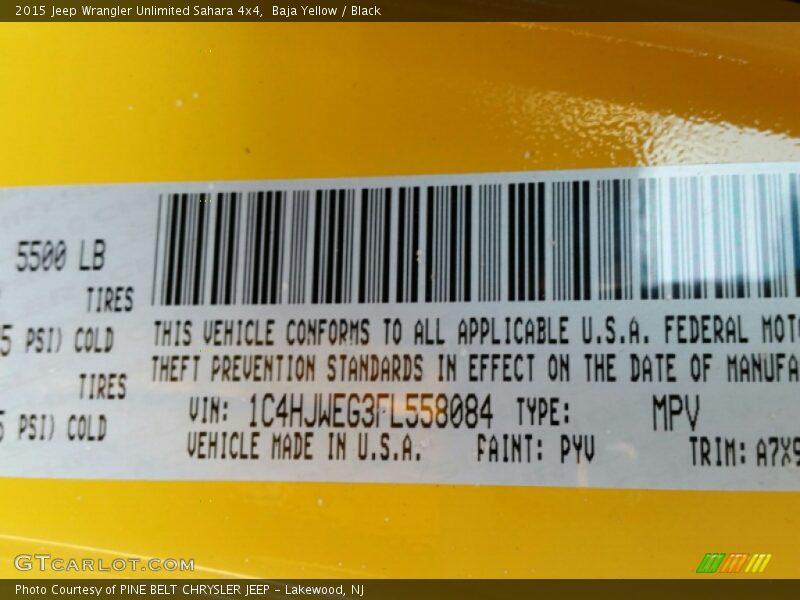 2015 Jeep Wrangler Unlimited Sahara 4x4, Baja Yellow / Black
5500 LB
TIRES
5 PSI) COLD
THIS VEHICLE CONFORMS TO ALL APPLICABLE U.S.A. FEDERAL MOT
THEFT PREVENTION STANDARDS IN EFFECT ON THE DATE OF MANUFA
TIRES
VIN: 1C4HJWEG3FL558084 TYPE: MPV
5 PSI) COLD
VEHICLE MADE IN U.S.A. PAINT: PYV TRIM: A7X9
GTCarLot.com
Photo Courtesy of PINE BELT CHRYSLER JEEP - Lakewood, NJ